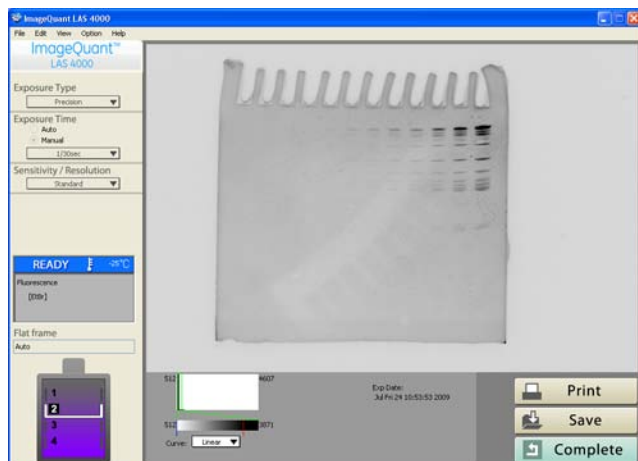 ImageQuant LAS 4000
File Edit View Option Help
ImageQuant™
LAS 4000
Exposure Type
Precision
Exposure Time
Auto
Manual
1/30sec
Sensitivity / Resolution
Standard
READY -25°C
Fluorescence
[EtBr]
Flat frame
Auto
1
2
3
4
512 4607
512 3071
Curve: Linear
Exp Date:
Jul Fri 24 10:53:53 2009
Print
Save
Complete